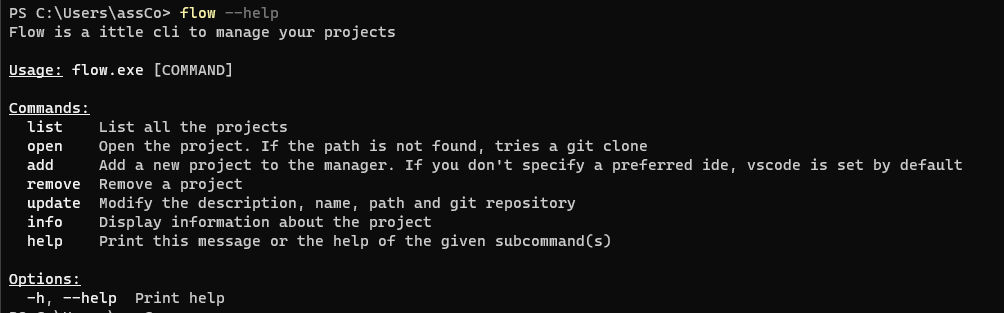 PS C:\Users\assCo> flow --help
Flow is a ittle cli to manage your projects
Usage: flow.exe [COMMAND]
Commands:
list    List all the projects
open    Open the project. If the path is not found, tries a git clone
add     Add a new project to the manager. If you don't specify a preferred ide, vscode is set by default
remove  Remove a project
update  Modify the description, name, path and git repository
info    Display information about the project
help    Print this message or the help of the given subcommand(s)
Options:
-h, --help  Print help